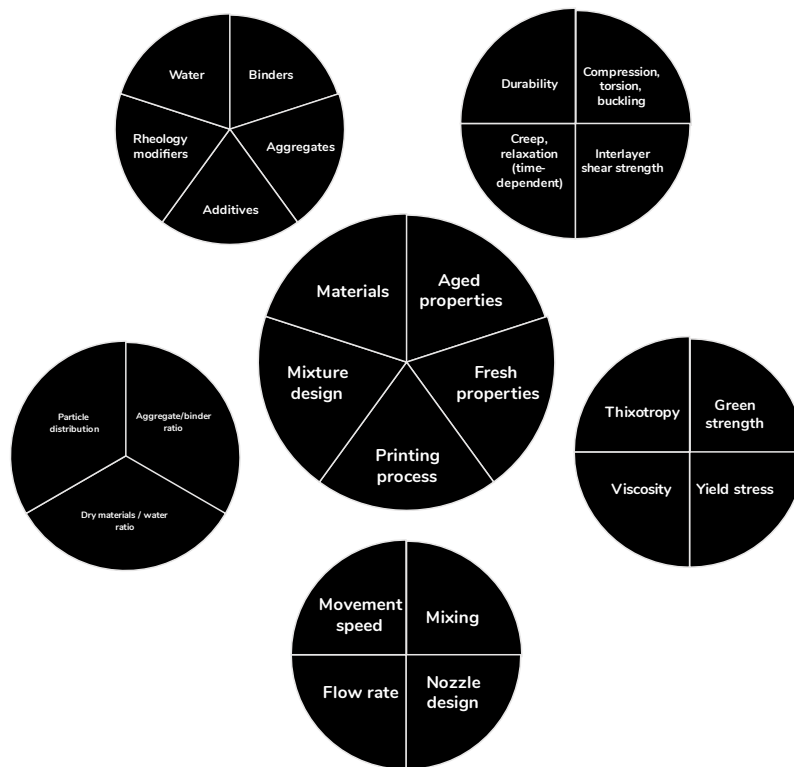 Water
Binders
Rheology
modifiers
Aggregates
Additives
Durability
Compression,
torsion,
buckling
Creep,
relaxation
(time-
dependent)
Interlayer
shear strength
Materials
Aged
properties
Mixture
design
Fresh
properties
Printing
process
Particle
distribution
Aggregate/binder
ratio
Dry materials / water
ratio
Thixotropy
Green
strength
Viscosity
Yield stress
Movement
speed
Mixing
Flow rate
Nozzle
design